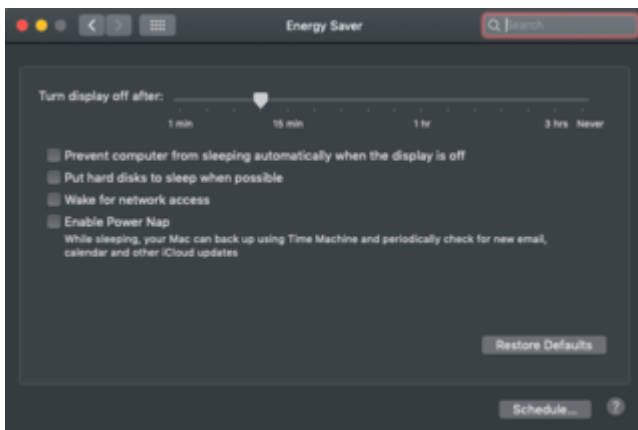 Energy Saver
Search
Turn display off after:
1 min 15 min 1 hr 3 hrs Never
Prevent computer from sleeping automatically when the display is off
Put hard disks to sleep when possible
Wake for network access
Enable Power Nap
While sleeping, your Mac can back up using Time Machine and periodically check for new email,
calendar and other iCloud updates
Restore Defaults
Schedule... ?